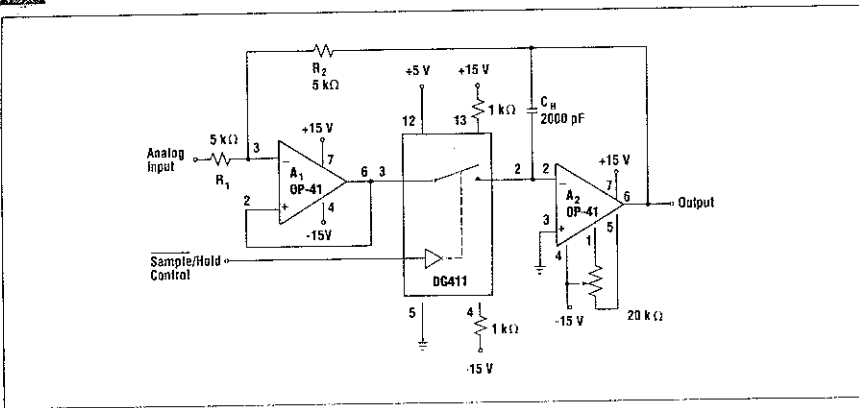 R2
5 kΩ
+5 V
+15 V
1 kΩ
CH
2000 pF
12
13
5 kΩ
Analog
Input
R1
3
+15 V
7
−
A1
OP-41
+
6
3
2
4
-15V
2
2
−
+15 V
7
6
A2
OP-41
Output
3
+
5
1
4
Sample/Hold
Control
DG411
-15 V
20 kΩ
5
4
1 kΩ
-15 V